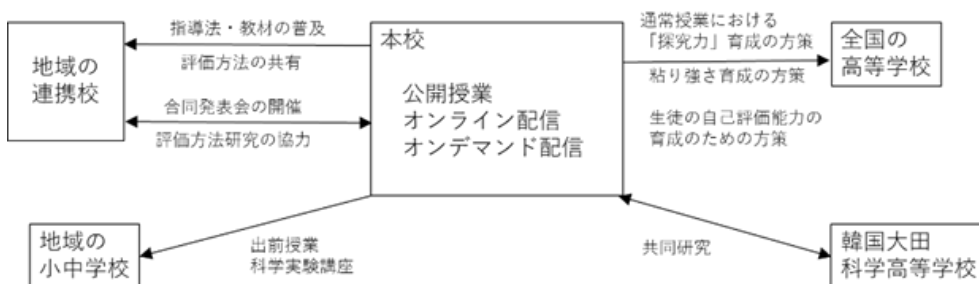 地域の
連携校
指導法・教材の普及
評価方法の共有
合同発表会の開催
評価方法研究の協力
本校
公開授業
オンライン配信
オンデマンド配信
通常授業における
「探究力」育成の方策
粘り強さ育成の方策
生徒の自己評価能力の
育成のための方策
全国の
高等学校
地域の
小中学校
出前授業
科学実験講座
共同研究
韓国大田
科学高等学校